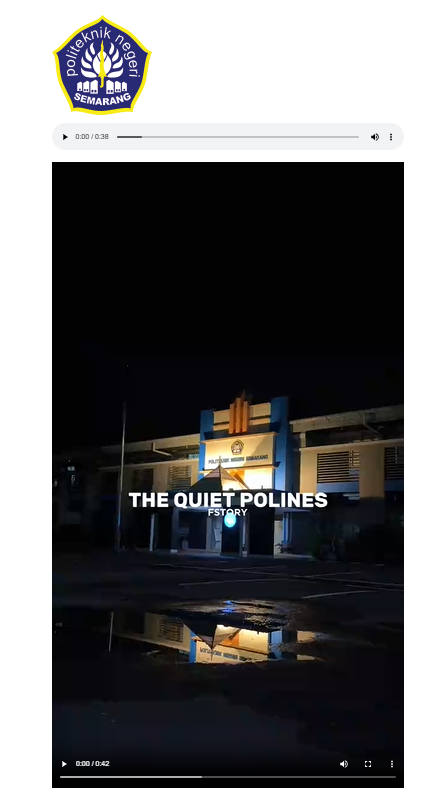 politeknik negeri
SEMARANG
0:00 / 0:38
POLITEKNIK NEGERI SEMARANG
THE QUIET POLINES
FSTORY
0:00 / 0:42